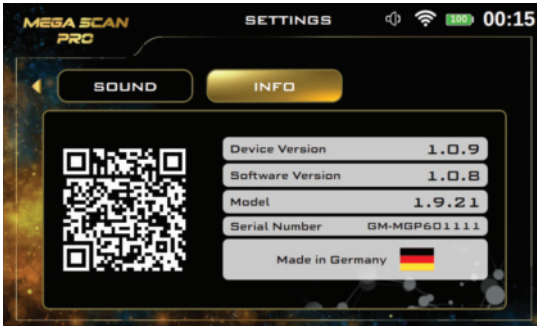 MEGA SCAN
PRO
SETTINGS
100
00:15
SOUND
INFO
Device Version 1.0.9
Software Version 1.0.8
Model 1.9.21
Serial Number GM-MGP601111
Made in Germany